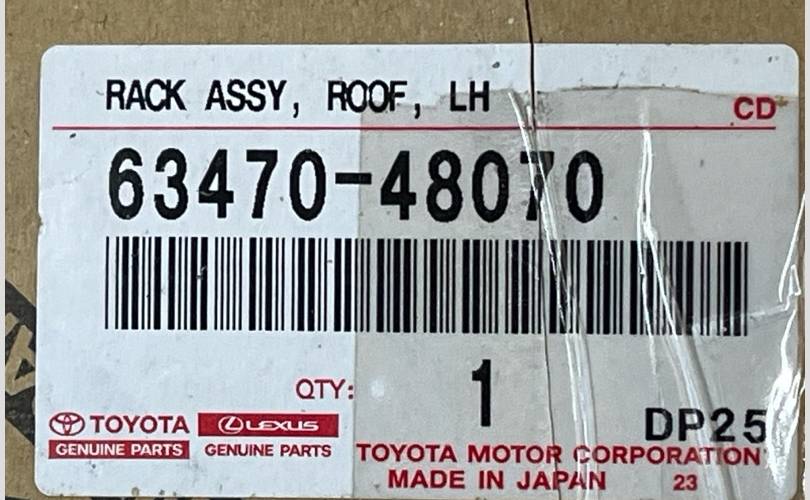 RACK ASSY, ROOF, LH
CD
63470-48070
QTY: 1
DP25
TOYOTA LEXUS
GENUINE PARTS GENUINE PARTS
TOYOTA MOTOR CORPORATION
MADE IN JAPAN 23